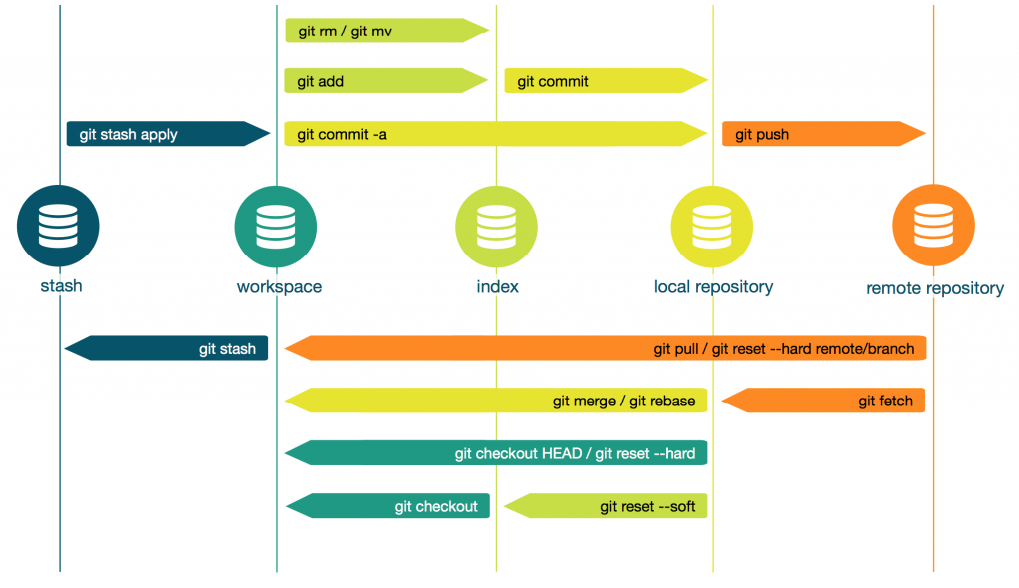 git rm / git mv
git add
git commit
git stash apply
git commit -a
git push
stash
workspace
index
local repository
remote repository
git stash
git pull / git reset --hard remote/branch
git merge / git rebase
git fetch
git checkout HEAD / git reset --hard
git checkout
git reset --soft